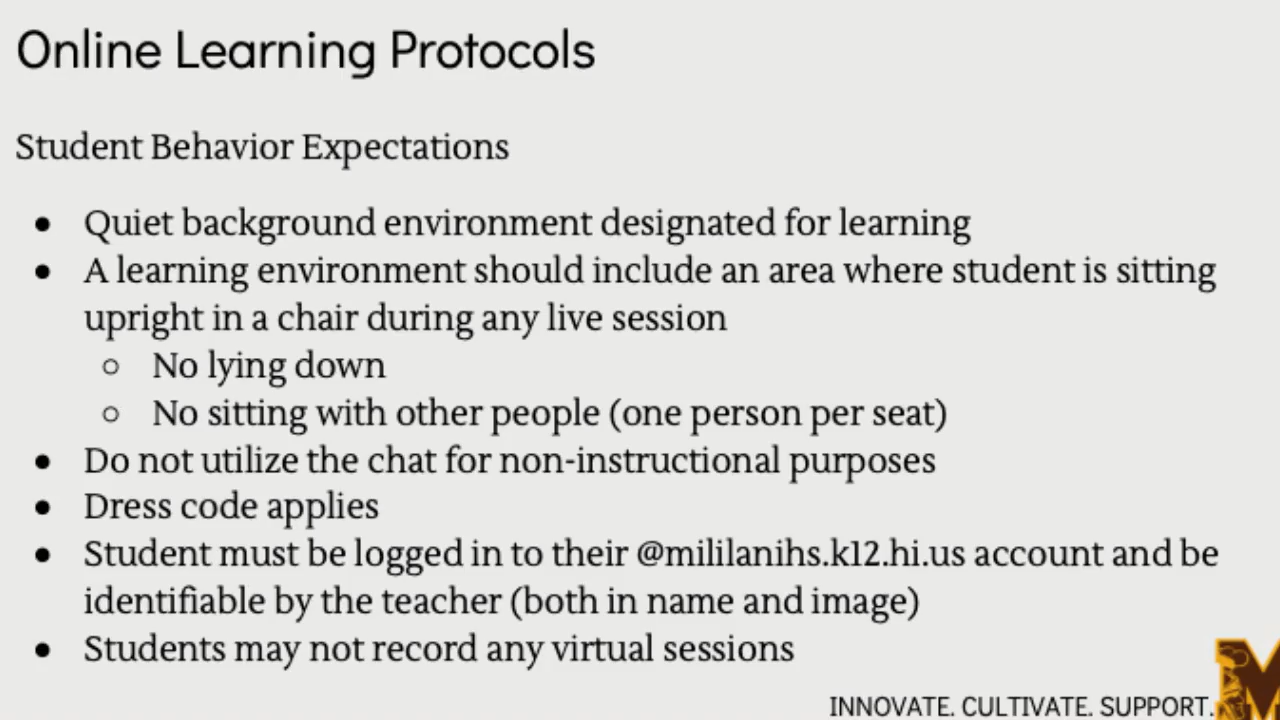 Online Learning Protocols
Student Behavior Expectations
● Quiet background environment designated for learning
● A learning environment should include an area where student is sitting
upright in a chair during any live session
○ No lying down
○ No sitting with other people (one person per seat)
● Do not utilize the chat for non-instructional purposes
● Dress code applies
● Student must be logged in to their @mililanihs.k12.hi.us account and be
identifiable by the teacher (both in name and image)
● Students may not record any virtual sessions
INNOVATE. CULTIVATE. SUPPORT.
M